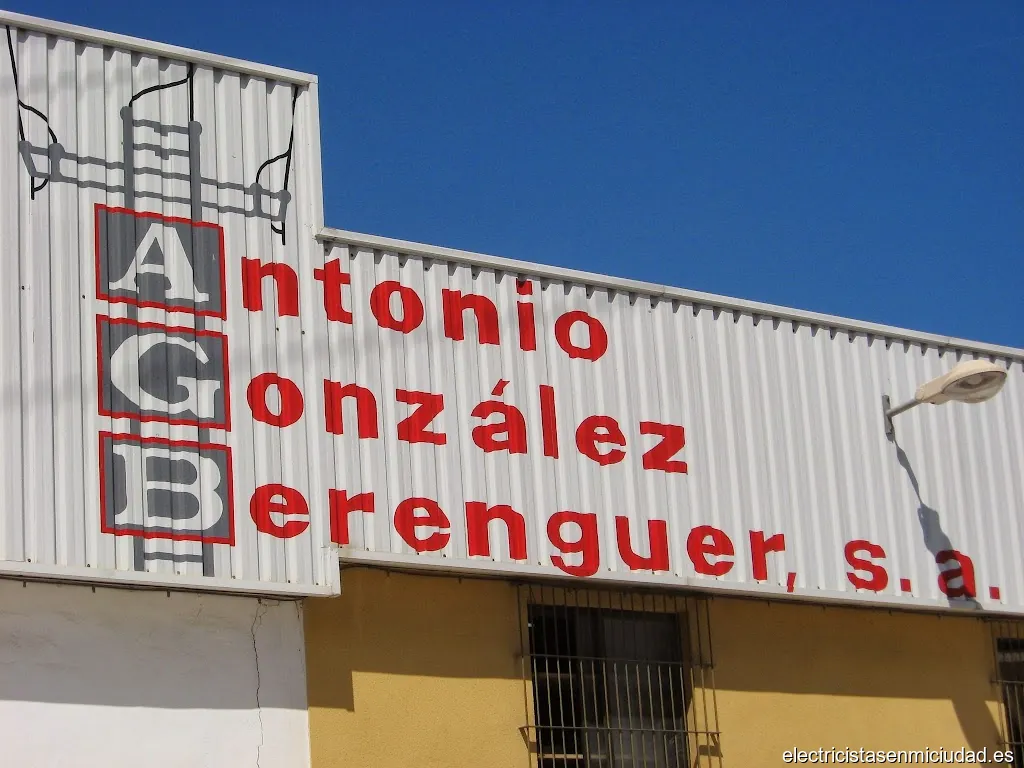 Antonio
González
Berenguer, s.a.
electricistasenmiciudad.es